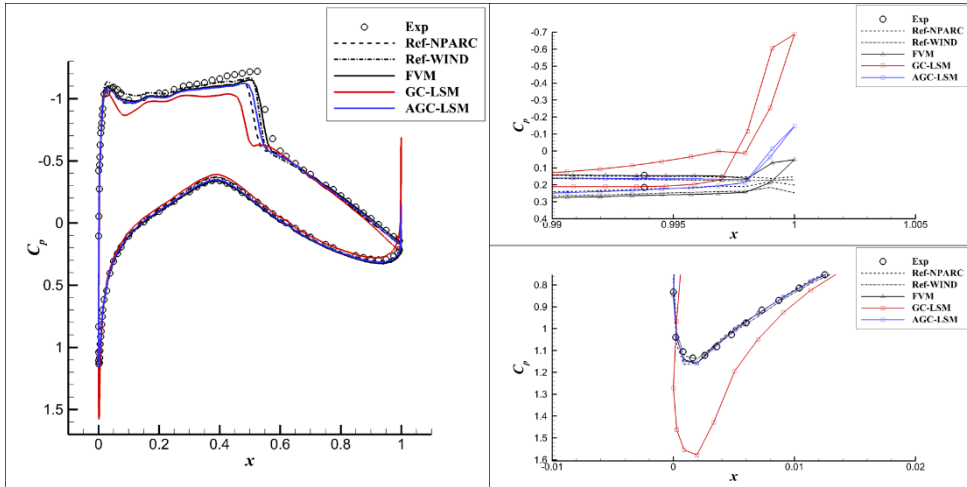 Exp
Ref-NPARC
Ref-WIND
FVM
GC-LSM
AGC-LSM
-1
-0.5
0
0.5
1
1.5
C_p
0 0.2 0.4 0.6 0.8 1
x
Exp
Ref-NPARC
Ref-WIND
FVM
GC-LSM
AGC-LSM
-0.7
-0.6
-0.5
-0.4
-0.3
-0.2
-0.1
0
0.1
0.2
0.3
0.4
C_p
0.99 0.995 1 1.005
x
Exp
Ref-NPARC
Ref-WIND
FVM
GC-LSM
AGC-LSM
0.8
0.9
1
1.1
1.2
1.3
1.4
1.5
1.6
C_p
-0.01 0 0.01 0.02
x